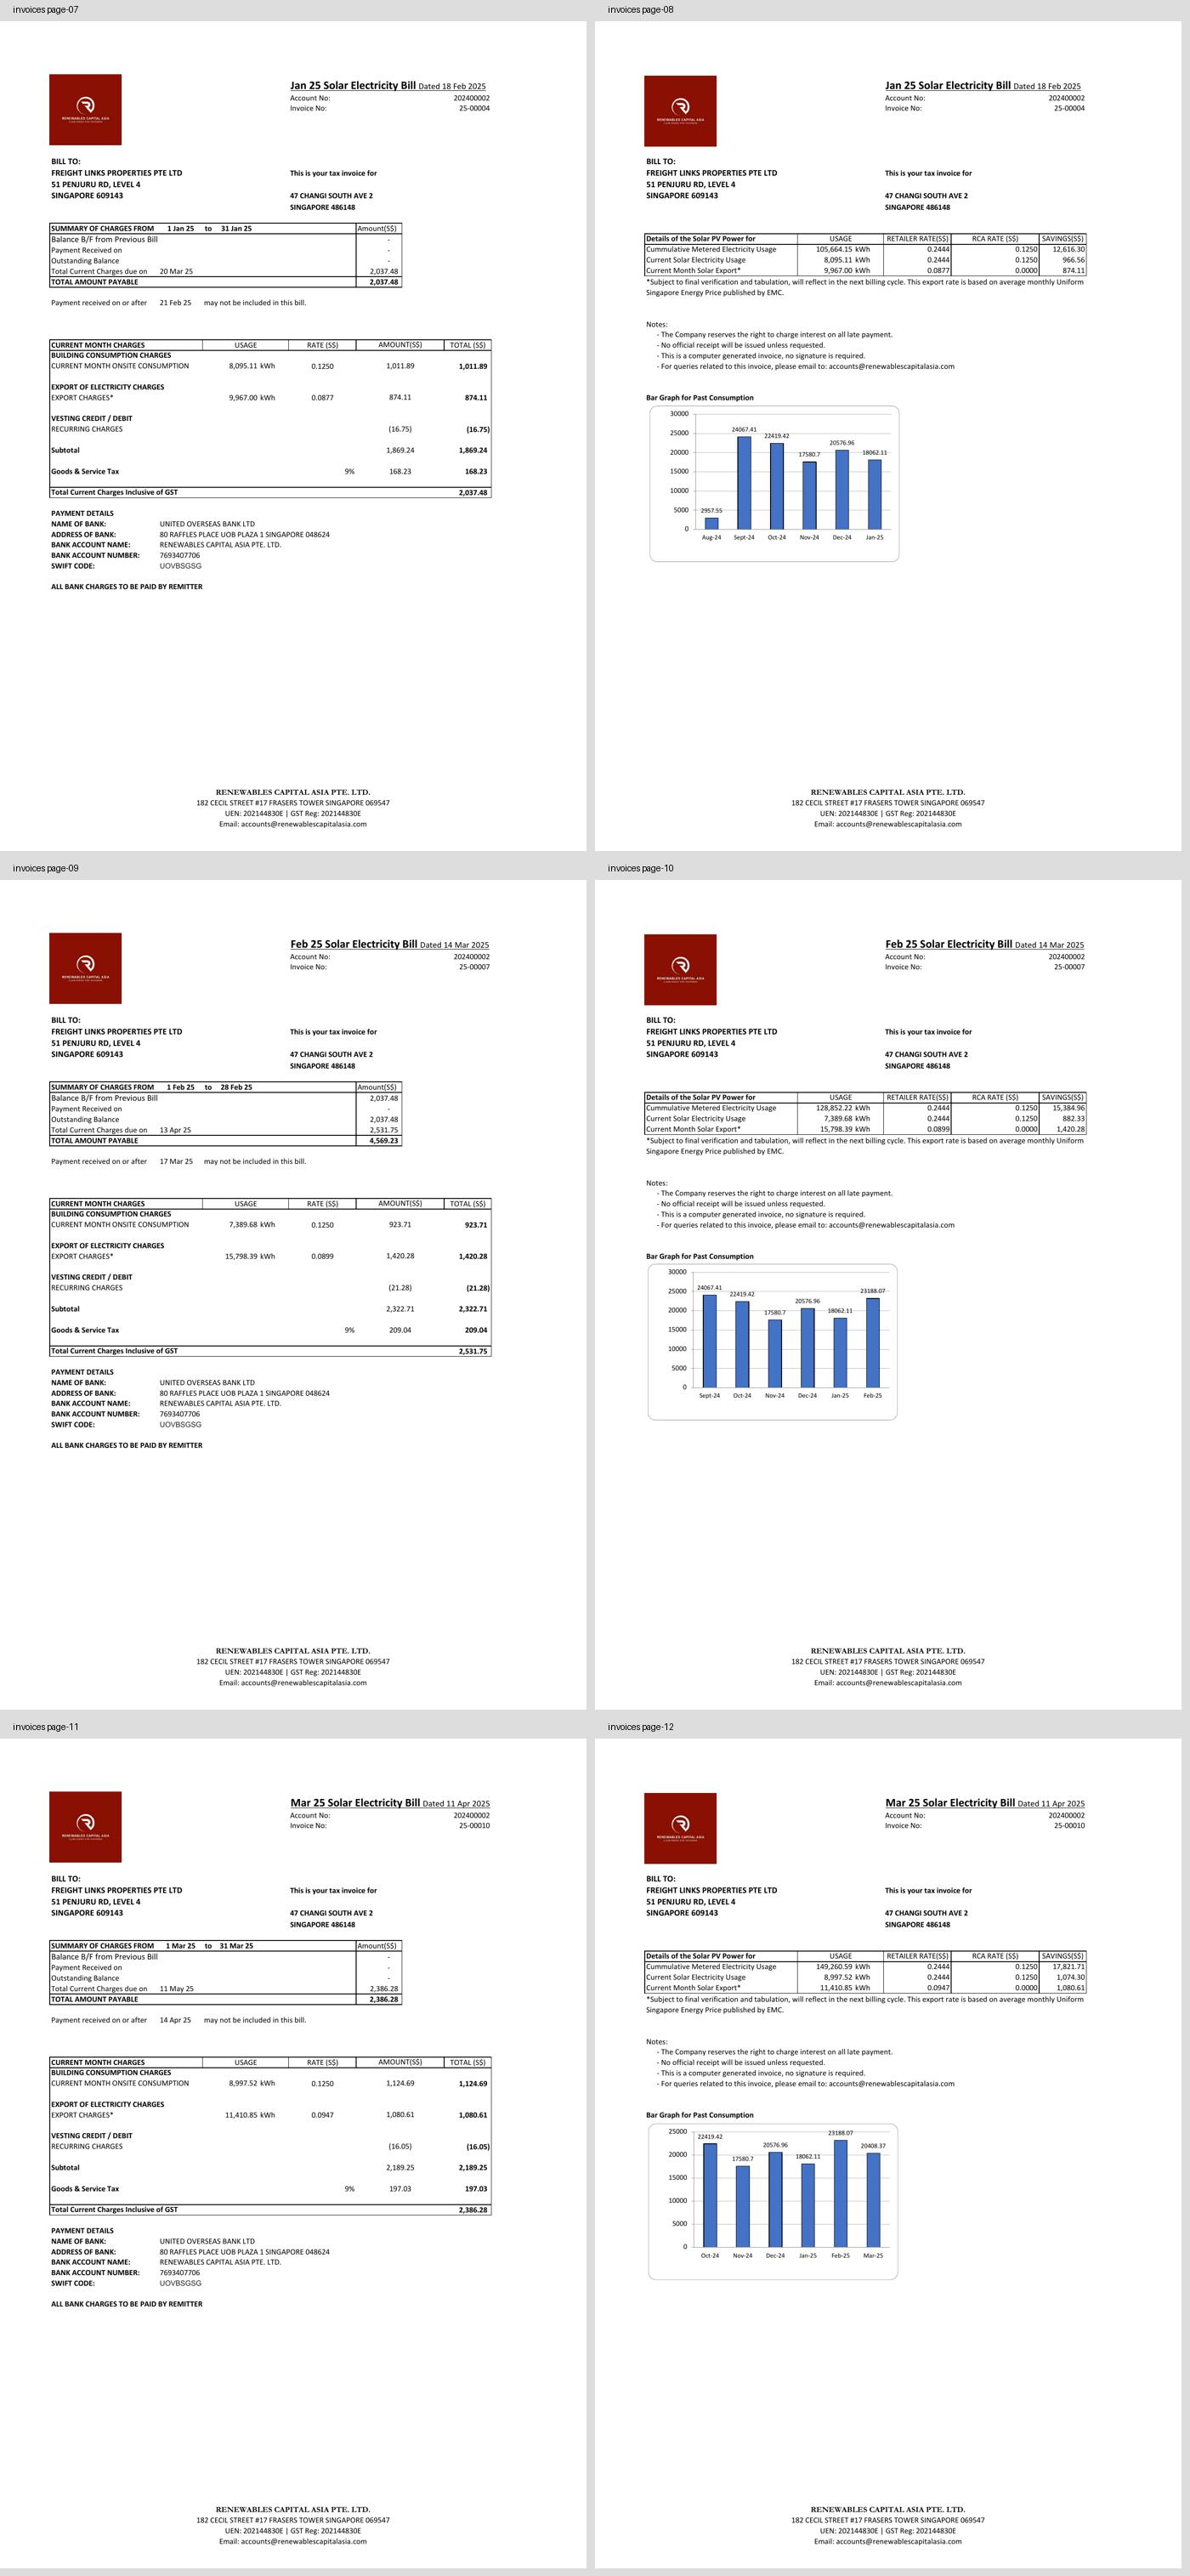 invoices page-07
RENEWABLES CAPITAL ASIA
Jan 25 Solar Electricity Bill Dated 18 Feb 2025
Account No: 202400002
Invoice No: 25-00004
BILL TO:
FREIGHT LINKS PROPERTIES PTE LTD This is your tax invoice for
51 PENJURU RD, LEVEL 4
SINGAPORE 609143 47 CHANGI SOUTH AVE 2
SINGAPORE 486148
SUMMARY OF CHARGES FROM 1 Jan 25 to 31 Jan 25 Amount(S$)
Balance B/F from Previous Bill -
Payment Received on -
Outstanding Balance -
Total Current Charges due on 20 Mar 25 2,037.48
TOTAL AMOUNT PAYABLE 2,037.48
Payment received on or after 21 Feb 25 may not be included in this bill.
CURRENT MONTH CHARGES USAGE RATE (S$) AMOUNT(S$) TOTAL (S$)
BUILDING CONSUMPTION CHARGES
CURRENT MONTH ONSITE CONSUMPTION 8,095.11 kWh 0.1250 1,011.89 1,011.89
EXPORT OF ELECTRICITY CHARGES
EXPORT CHARGES* 9,967.00 kWh 0.0877 874.11 874.11
VESTING CREDIT / DEBIT
RECURRING CHARGES (16.75) (16.75)
Subtotal 1,869.24 1,869.24
Goods & Service Tax 9% 168.23 168.23
Total Current Charges Inclusive of GST 2,037.48
PAYMENT DETAILS
NAME OF BANK: UNITED OVERSEAS BANK LTD
ADDRESS OF BANK: 80 RAFFLES PLACE UOB PLAZA 1 SINGAPORE 048624
BANK ACCOUNT NAME: RENEWABLES CAPITAL ASIA PTE. LTD.
BANK ACCOUNT NUMBER: 7693407706
SWIFT CODE: UOVBSGSG
ALL BANK CHARGES TO BE PAID BY REMITTER
RENEWABLES CAPITAL ASIA PTE. LTD.
182 CECIL STREET #17 FRASERS TOWER SINGAPORE 069547
UEN: 202144830E | GST Reg: 202144830E
Email: accounts@renewablescapitalasia.com
invoices page-08
RENEWABLES CAPITAL ASIA
Jan 25 Solar Electricity Bill Dated 18 Feb 2025
Account No: 202400002
Invoice No: 25-00004
BILL TO:
FREIGHT LINKS PROPERTIES PTE LTD This is your tax invoice for
51 PENJURU RD, LEVEL 4
SINGAPORE 609143 47 CHANGI SOUTH AVE 2
SINGAPORE 486148
Details of the Solar PV Power for USAGE RETAILER RATE(S$) RCA RATE (S$) SAVINGS(S$)
Cummulative Metered Electricity Usage 105,664.15 kWh 0.2444 0.1250 12,616.30
Current Solar Electricity Usage 8,095.11 kWh 0.2444 0.1250 966.56
Current Month Solar Export* 9,967.00 kWh 0.0877 0.0000 874.11
*Subject to final verification and tabulation, will reflect in the next billing cycle. This export rate is based on average monthly Uniform
Singapore Energy Price published by EMC.
Notes:
- The Company reserves the right to charge interest on all late payment.
- No official receipt will be issued unless requested.
- This is a computer generated invoice, no signature is required.
- For queries related to this invoice, please email to: accounts@renewablescapitalasia.com
Bar Graph for Past Consumption
30000
25000
20000
15000
10000
5000
0
2957.55 24067.41 22419.42 17580.7 20576.96 18062.11
Aug-24 Sept-24 Oct-24 Nov-24 Dec-24 Jan-25
RENEWABLES CAPITAL ASIA PTE. LTD.
182 CECIL STREET #17 FRASERS TOWER SINGAPORE 069547
UEN: 202144830E | GST Reg: 202144830E
Email: accounts@renewablescapitalasia.com
invoices page-09
RENEWABLES CAPITAL ASIA
Feb 25 Solar Electricity Bill Dated 14 Mar 2025
Account No: 202400002
Invoice No: 25-00007
BILL TO:
FREIGHT LINKS PROPERTIES PTE LTD This is your tax invoice for
51 PENJURU RD, LEVEL 4
SINGAPORE 609143 47 CHANGI SOUTH AVE 2
SINGAPORE 486148
SUMMARY OF CHARGES FROM 1 Feb 25 to 28 Feb 25 Amount(S$)
Balance B/F from Previous Bill 2,037.48
Payment Received on -
Outstanding Balance 2,037.48
Total Current Charges due on 13 Apr 25 2,531.75
TOTAL AMOUNT PAYABLE 4,569.23
Payment received on or after 17 Mar 25 may not be included in this bill.
CURRENT MONTH CHARGES USAGE RATE (S$) AMOUNT(S$) TOTAL (S$)
BUILDING CONSUMPTION CHARGES
CURRENT MONTH ONSITE CONSUMPTION 7,389.68 kWh 0.1250 923.71 923.71
EXPORT OF ELECTRICITY CHARGES
EXPORT CHARGES* 15,798.39 kWh 0.0899 1,420.28 1,420.28
VESTING CREDIT / DEBIT
RECURRING CHARGES (21.28) (21.28)
Subtotal 2,322.71 2,322.71
Goods & Service Tax 9% 209.04 209.04
Total Current Charges Inclusive of GST 2,531.75
PAYMENT DETAILS
NAME OF BANK: UNITED OVERSEAS BANK LTD
ADDRESS OF BANK: 80 RAFFLES PLACE UOB PLAZA 1 SINGAPORE 048624
BANK ACCOUNT NAME: RENEWABLES CAPITAL ASIA PTE. LTD.
BANK ACCOUNT NUMBER: 7693407706
SWIFT CODE: UOVBSGSG
ALL BANK CHARGES TO BE PAID BY REMITTER
RENEWABLES CAPITAL ASIA PTE. LTD.
182 CECIL STREET #17 FRASERS TOWER SINGAPORE 069547
UEN: 202144830E | GST Reg: 202144830E
Email: accounts@renewablescapitalasia.com
invoices page-10
RENEWABLES CAPITAL ASIA
Feb 25 Solar Electricity Bill Dated 14 Mar 2025
Account No: 202400002
Invoice No: 25-00007
BILL TO:
FREIGHT LINKS PROPERTIES PTE LTD This is your tax invoice for
51 PENJURU RD, LEVEL 4
SINGAPORE 609143 47 CHANGI SOUTH AVE 2
SINGAPORE 486148
Details of the Solar PV Power for USAGE RETAILER RATE(S$) RCA RATE (S$) SAVINGS(S$)
Cummulative Metered Electricity Usage 128,852.22 kWh 0.2444 0.1250 15,384.96
Current Solar Electricity Usage 7,389.68 kWh 0.2444 0.1250 882.33
Current Month Solar Export* 15,798.39 kWh 0.0899 0.0000 1,420.28
*Subject to final verification and tabulation, will reflect in the next billing cycle. This export rate is based on average monthly Uniform
Singapore Energy Price published by EMC.
Notes:
- The Company reserves the right to charge interest on all late payment.
- No official receipt will be issued unless requested.
- This is a computer generated invoice, no signature is required.
- For queries related to this invoice, please email to: accounts@renewablescapitalasia.com
Bar Graph for Past Consumption
30000
25000
20000
15000
10000
5000
0
24067.41 22419.42 17580.7 20576.96 18062.11 23188.07
Sept-24 Oct-24 Nov-24 Dec-24 Jan-25 Feb-25
RENEWABLES CAPITAL ASIA PTE. LTD.
182 CECIL STREET #17 FRASERS TOWER SINGAPORE 069547
UEN: 202144830E | GST Reg: 202144830E
Email: accounts@renewablescapitalasia.com
invoices page-11
RENEWABLES CAPITAL ASIA
Mar 25 Solar Electricity Bill Dated 11 Apr 2025
Account No: 202400002
Invoice No: 25-00010
BILL TO:
FREIGHT LINKS PROPERTIES PTE LTD This is your tax invoice for
51 PENJURU RD, LEVEL 4
SINGAPORE 609143 47 CHANGI SOUTH AVE 2
SINGAPORE 486148
SUMMARY OF CHARGES FROM 1 Mar 25 to 31 Mar 25 Amount(S$)
Balance B/F from Previous Bill -
Payment Received on -
Outstanding Balance -
Total Current Charges due on 11 May 25 2,386.28
TOTAL AMOUNT PAYABLE 2,386.28
Payment received on or after 14 Apr 25 may not be included in this bill.
CURRENT MONTH CHARGES USAGE RATE (S$) AMOUNT(S$) TOTAL (S$)
BUILDING CONSUMPTION CHARGES
CURRENT MONTH ONSITE CONSUMPTION 8,997.52 kWh 0.1250 1,124.69 1,124.69
EXPORT OF ELECTRICITY CHARGES
EXPORT CHARGES* 11,410.85 kWh 0.0947 1,080.61 1,080.61
VESTING CREDIT / DEBIT
RECURRING CHARGES (16.05) (16.05)
Subtotal 2,189.25 2,189.25
Goods & Service Tax 9% 197.03 197.03
Total Current Charges Inclusive of GST 2,386.28
PAYMENT DETAILS
NAME OF BANK: UNITED OVERSEAS BANK LTD
ADDRESS OF BANK: 80 RAFFLES PLACE UOB PLAZA 1 SINGAPORE 048624
BANK ACCOUNT NAME: RENEWABLES CAPITAL ASIA PTE. LTD.
BANK ACCOUNT NUMBER: 7693407706
SWIFT CODE: UOVBSGSG
ALL BANK CHARGES TO BE PAID BY REMITTER
RENEWABLES CAPITAL ASIA PTE. LTD.
182 CECIL STREET #17 FRASERS TOWER SINGAPORE 069547
UEN: 202144830E | GST Reg: 202144830E
Email: accounts@renewablescapitalasia.com
invoices page-12
RENEWABLES CAPITAL ASIA
Mar 25 Solar Electricity Bill Dated 11 Apr 2025
Account No: 202400002
Invoice No: 25-00010
BILL TO:
FREIGHT LINKS PROPERTIES PTE LTD This is your tax invoice for
51 PENJURU RD, LEVEL 4
SINGAPORE 609143 47 CHANGI SOUTH AVE 2
SINGAPORE 486148
Details of the Solar PV Power for USAGE RETAILER RATE(S$) RCA RATE (S$) SAVINGS(S$)
Cummulative Metered Electricity Usage 149,260.59 kWh 0.2444 0.1250 17,821.71
Current Solar Electricity Usage 8,997.52 kWh 0.2444 0.1250 1,074.30
Current Month Solar Export* 11,410.85 kWh 0.0947 0.0000 1,080.61
*Subject to final verification and tabulation, will reflect in the next billing cycle. This export rate is based on average monthly Uniform
Singapore Energy Price published by EMC.
Notes:
- The Company reserves the right to charge interest on all late payment.
- No official receipt will be issued unless requested.
- This is a computer generated invoice, no signature is required.
- For queries related to this invoice, please email to: accounts@renewablescapitalasia.com
Bar Graph for Past Consumption
25000
20000
15000
10000
5000
0
22419.42 17580.7 20576.96 18062.11 23188.07 20408.37
Oct-24 Nov-24 Dec-24 Jan-25 Feb-25 Mar-25
RENEWABLES CAPITAL ASIA PTE. LTD.
182 CECIL STREET #17 FRASERS TOWER SINGAPORE 069547
UEN: 202144830E | GST Reg: 202144830E
Email: accounts@renewablescapitalasia.com